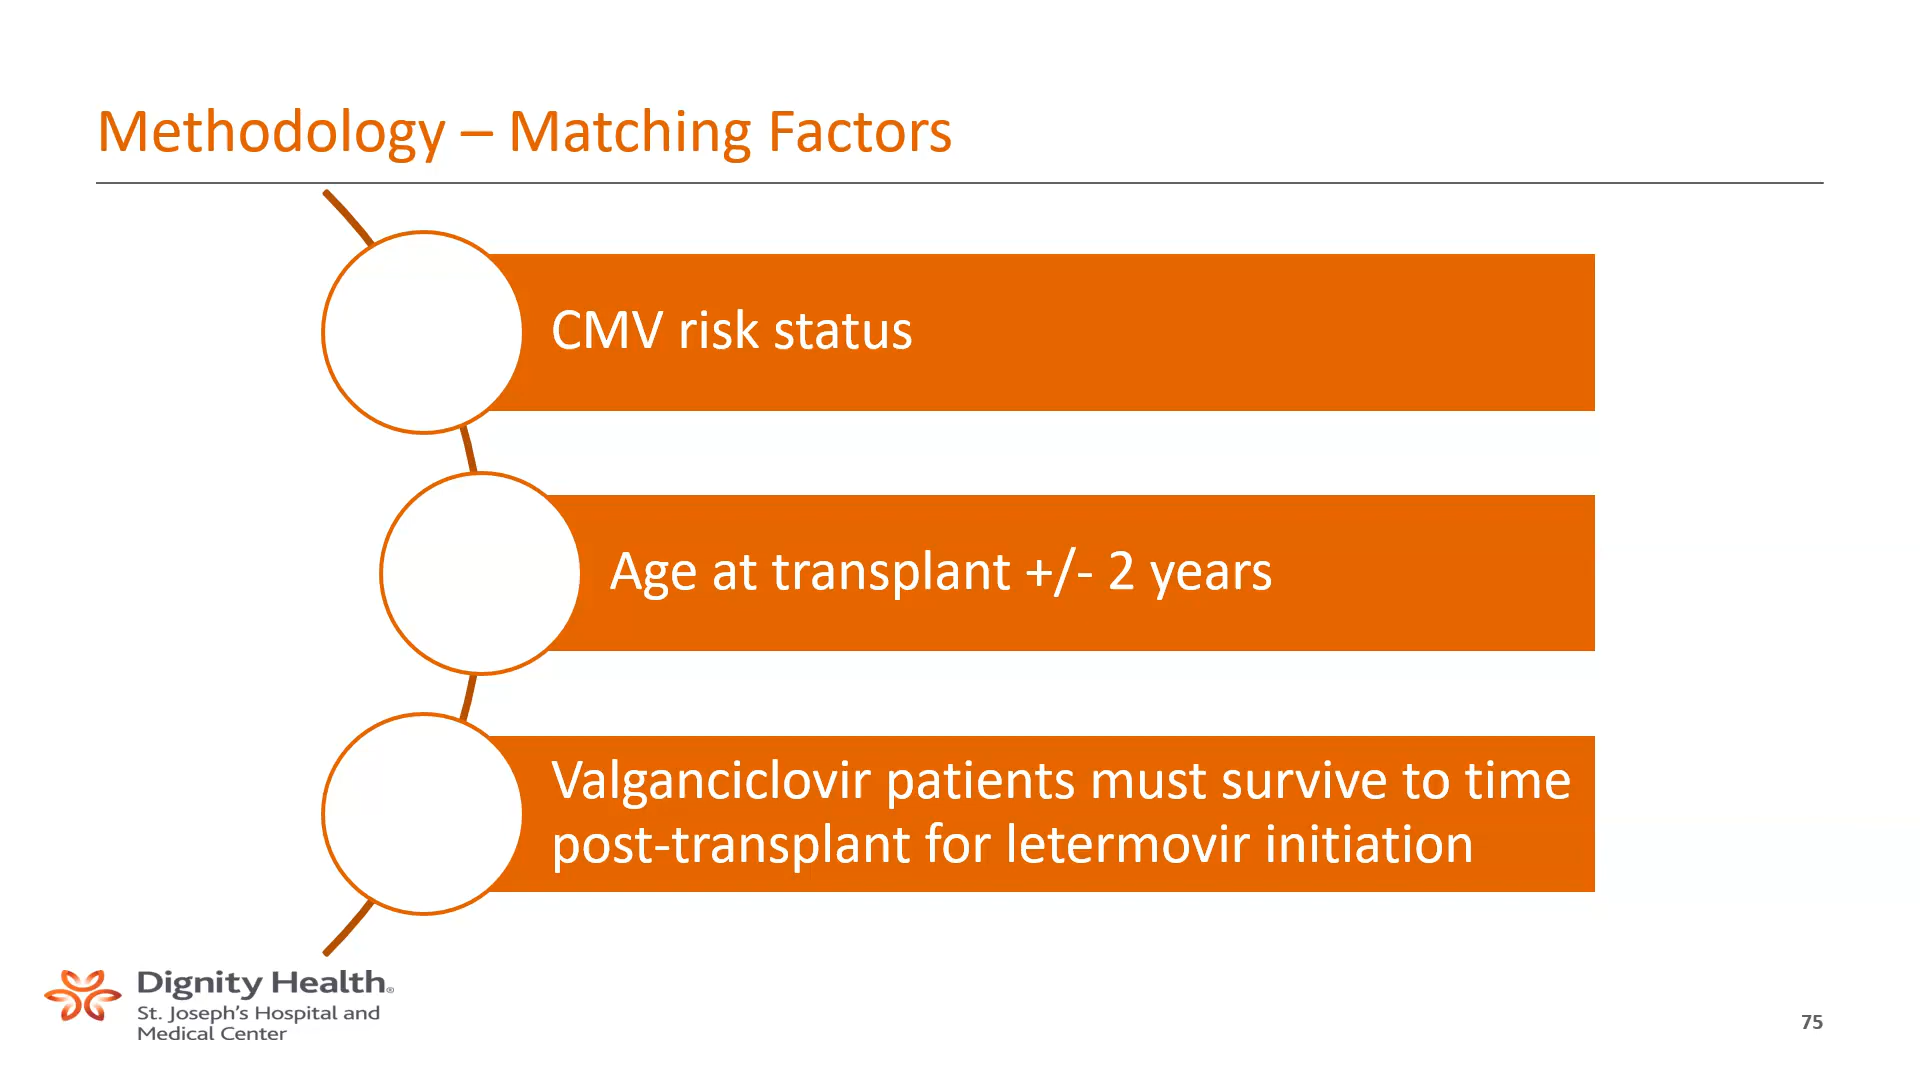 Methodology – Matching Factors
CMV risk status
Age at transplant +/- 2 years
Valganciclovir patients must survive to time
post-transplant for letermovir initiation
Dignity Health®
St. Joseph's Hospital and
Medical Center
75